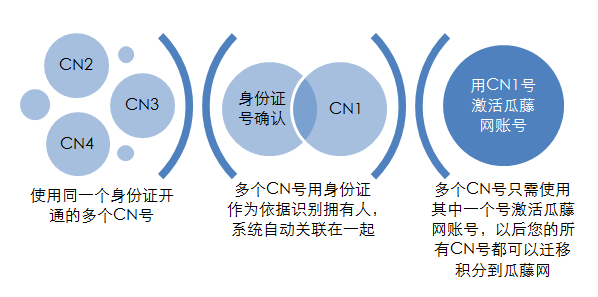 CN2
CN3
CN4
使用同一个身份证开
通的多个CN号
身份证
号确认
CN1
多个CN号用身份证
作为依据识别拥有人，
系统自动关联在一起
用CN1号
激活瓜藤
网账号
多个CN号只需使用
其中一个号激活瓜藤
网账号，以后您的所
有CN号都可以迁移
积分到瓜藤网